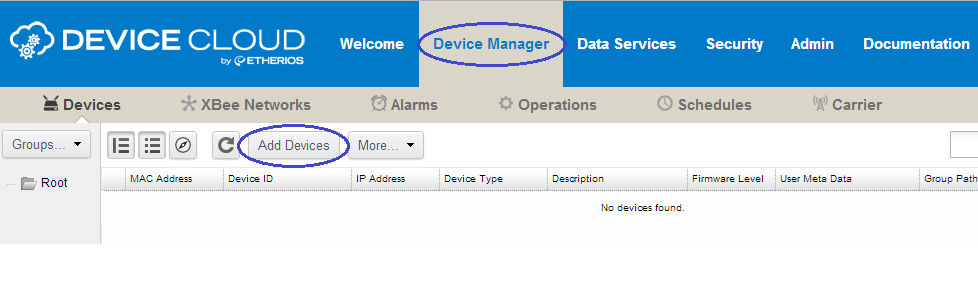 DEVICE CLOUD
by ETHERIOS
Welcome Device Manager Data Services Security Admin Documentation
Devices XBee Networks Alarms Operations Schedules Carrier
Groups... Add Devices More...
Root
MAC Address Device ID IP Address Device Type Description Firmware Level User Meta Data Group Path
No devices found.